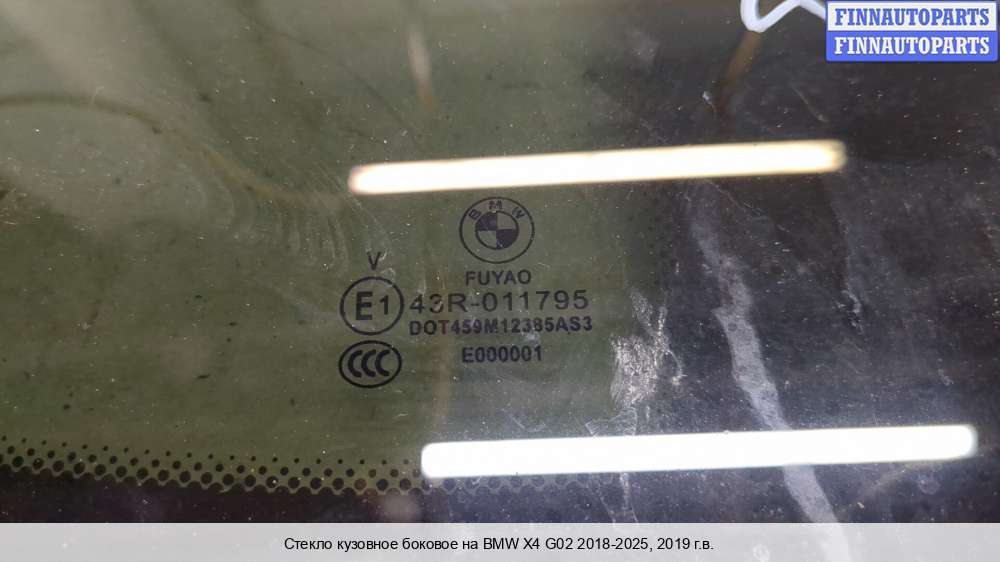 FINNAUTOPARTS
FINNAUTOPARTS
BMW
FUYAO
V
E1 43R-011795
DOT459M12385AS3
CCC
E000001
Стекло кузовное боковое на BMW X4 G02 2018-2025, 2019 г.в.